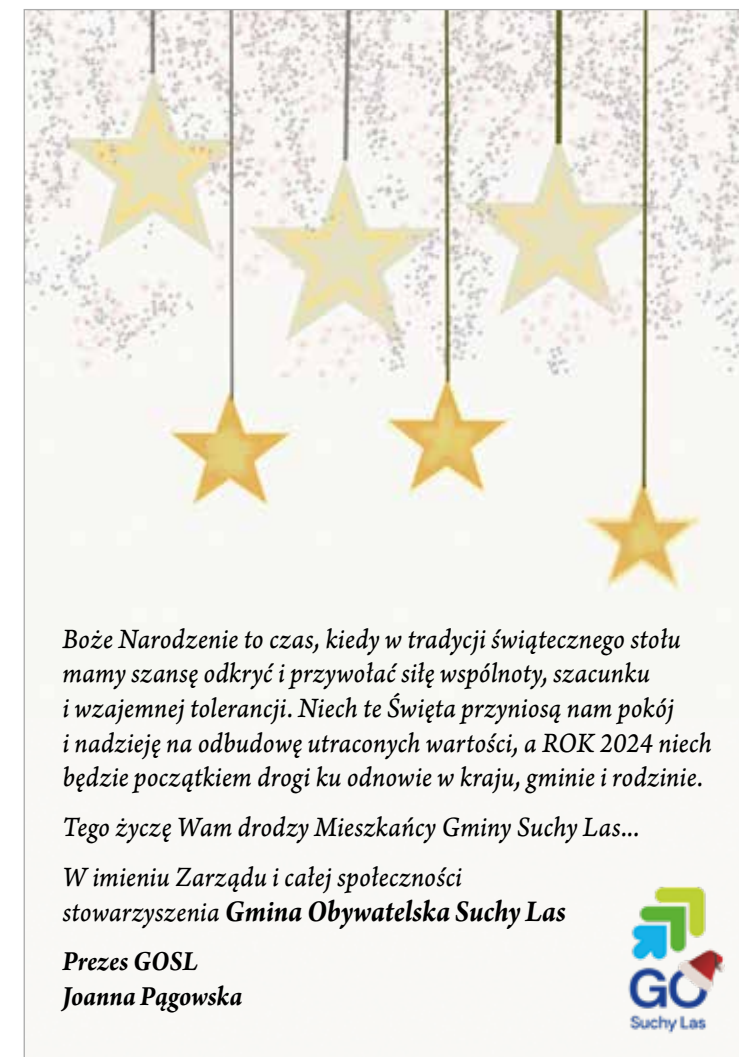 Boże Narodzenie to czas, kiedy w tradycji świątecznego stołu
mamy szansę odkryć i przywołać siłę wspólnoty, szacunku
i wzajemnej tolerancji. Niech te Święta przyniosą nam pokój
i nadzieję na odbudowę utraconych wartości, a ROK 2024 niech
będzie początkiem drogi ku odnowie w kraju, gminie i rodzinie.
Tego życzę Wam drodzy Mieszkańcy Gminy Suchy Las...
W imieniu Zarządu i całej społeczności
stowarzyszenia Gmina Obywatelska Suchy Las
Prezes GOSL
Joanna Pągowska
GO
Suchy Las